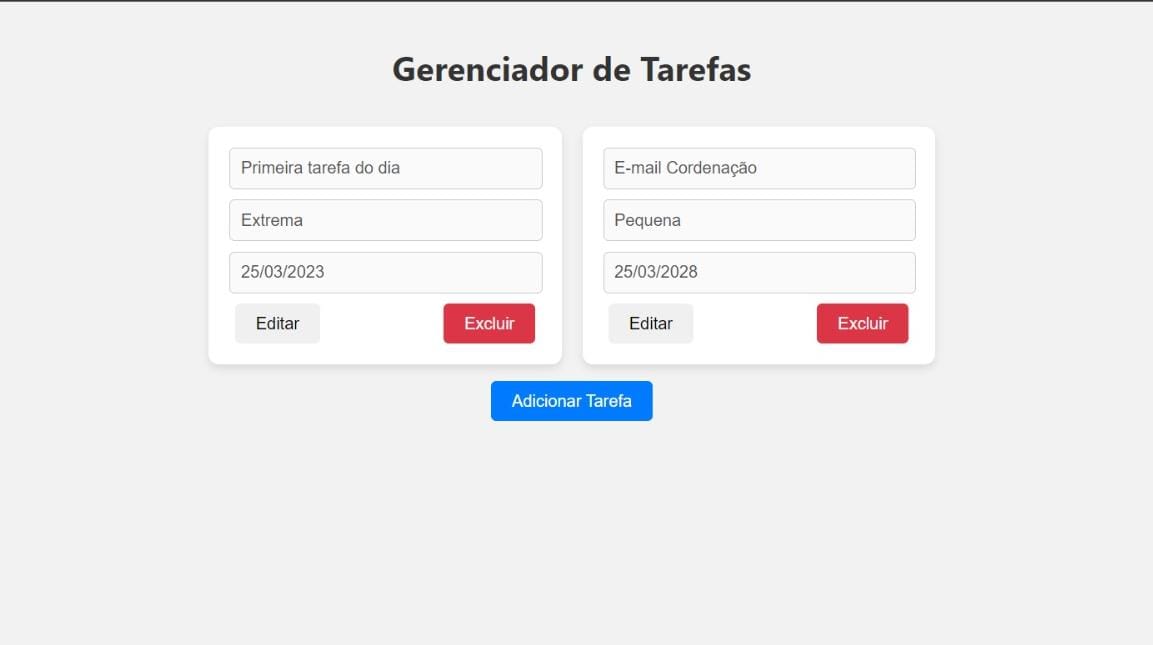 Gerenciador de Tarefas
Primeira tarefa do dia
Extrema
25/03/2023
Editar
Excluir
E-mail Cordenação
Pequena
25/03/2028
Editar
Excluir
Adicionar Tarefa